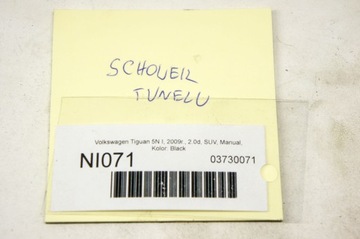 SCHOWEK
TUNELU
Volkswagen Tiguan 5N I, 2009r., 2.0d, SUV, Manual,
Kolor: Black
NI071
03730071